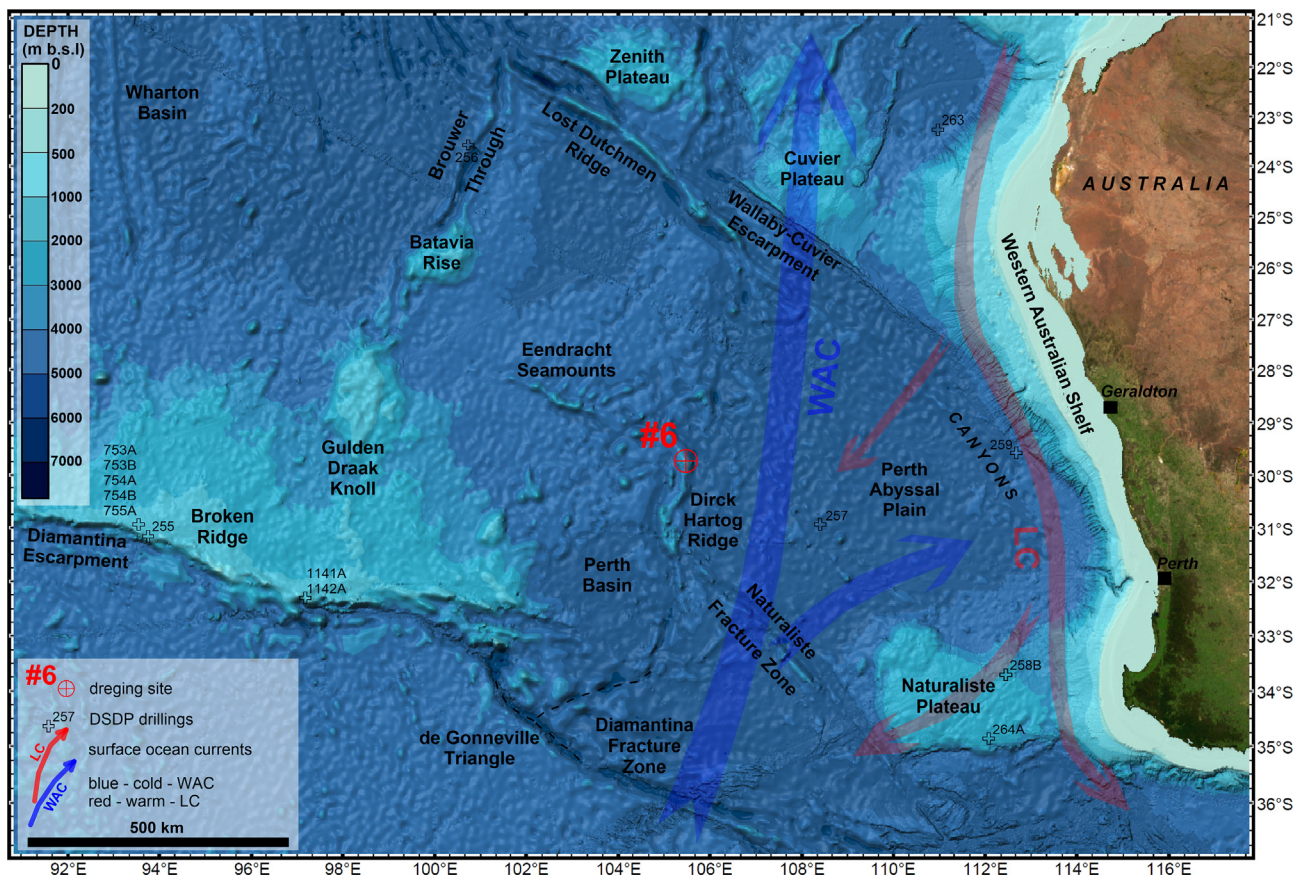 DEPTH
(m b.s.l)
0
200
500
1000
2000
3000
4000
5000
6000
7000
Wharton
Basin
Zenith
Plateau
Brouwer
Through
256
Lost Dutchmen
Ridge
263
Cuvier
Plateau
AUSTRALIA
Wallaby-Cuvier
Escarpment
Batavia
Rise
Western Australian Shelf
Eendracht
Seamounts
WAC
Geraldton
CANYONS
259
#6
Gulden
Draak
Knoll
753A
753B
754A
754B
755A
255
Broken
Ridge
Diamantina
Escarpment
Perth
Abyssal
Plain
257
Dirck
Hartog
Ridge
LC
Perth
1141A
1142A
Perth
Basin
Naturaliste
Fracture Zone
258B
Naturaliste
Plateau
264A
de Gonneville
Triangle
Diamantina
Fracture
Zone
#6
dreging site
257
DSDP drillings
LC
surface ocean currents
WAC
blue - cold - WAC
red - warm - LC
500 km
21°S
22°S
23°S
24°S
25°S
26°S
27°S
28°S
29°S
30°S
31°S
32°S
33°S
34°S
35°S
36°S
92°E
94°E
96°E
98°E
100°E
102°E
104°E
106°E
108°E
110°E
112°E
114°E
116°E